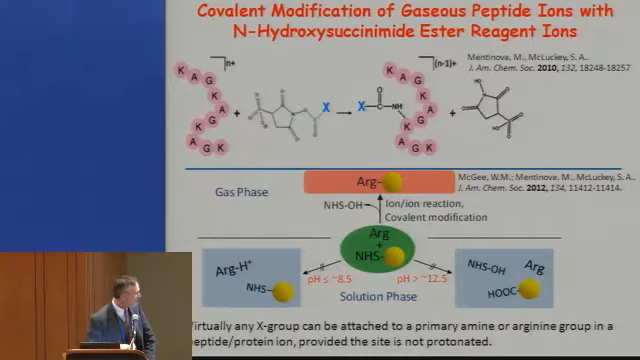 Covalent Modification of Gaseous Peptide Ions with
N-Hydroxysuccinimide Ester Reagent Ions
Mentinova, M., McLuckey, S. A.
J. Am. Chem. Soc. 2010, 132, 18248-18257
n+
(n-1)+
K A G K A G K A G K
+
X
X C NH
O
K A G K A G K A G K
+
McGee, W.M.; Mentinova, M., McLuckey, S. A..
J. Am. Chem. Soc. 2012, 134, 11412-11414.
Gas Phase
Arg-
NHS-OH
Ion/ion reaction,
Covalent modification
Arg
+
NHS-
Arg-H+
NHS-
pH ≤ ~8.5
pH > ~12.5
NHS-OH
Arg
HOOC-
Solution Phase
Virtually any X-group can be attached to a primary amine or arginine group in a
peptide/protein ion, provided the site is not protonated.